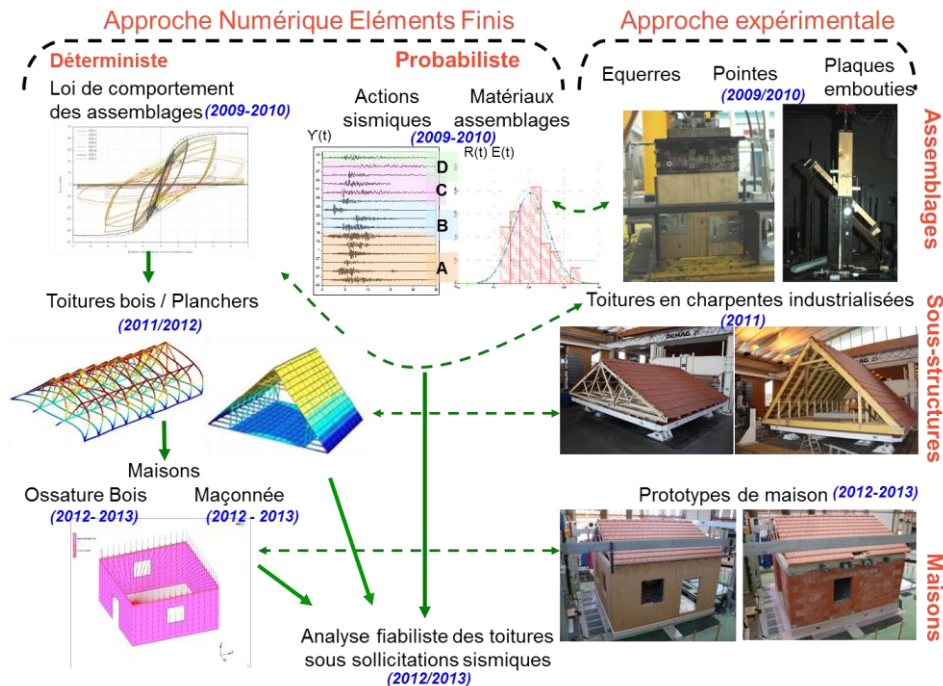 Approche Numérique Eléments Finis
Approche expérimentale
Déterministe
Probabiliste
Loi de comportement
des assemblages (2009-2010)
Actions
sismiques
Matériaux
assemblages
(2009-2010)
Υ(t)
R(t) E(t)
D
C
B
A
Equerres
Pointes
Plaques
embouties
(2009/2010)
Assemblages
Toitures bois / Planchers
(2011/2012)
Toitures en charpentes industrialisées
(2011)
DEMAG
Sous-structures
Maisons
Ossature Bois
Maçonnée
(2012- 2013)
(2012 - 2013)
Prototypes de maison (2012-2013)
Maisons
Analyse fiabiliste des toitures
sous sollicitations sismiques
(2012/2013)